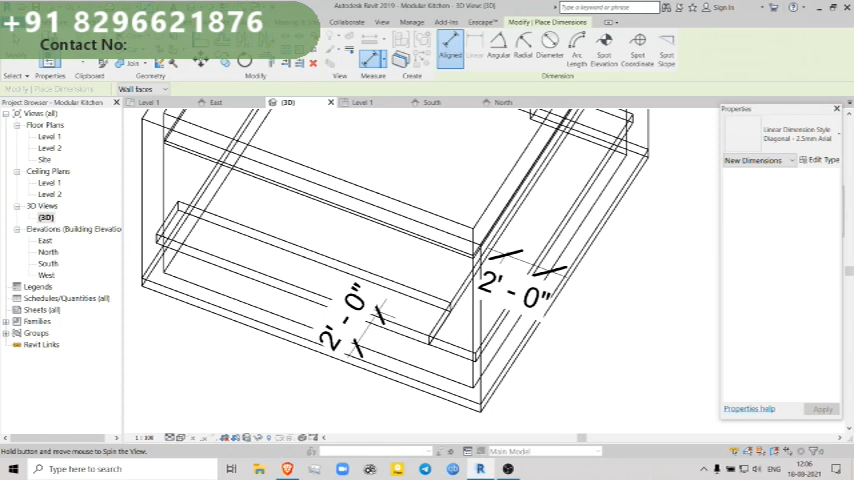 +91 8296621876
Contact No:
Autodesk Revit 2019 - Modular Kitchen - 3D View: {3D}
Type a keyword or phrase
Sign In
Collaborate View Manage Add-Ins Enscape™ Modify | Place Dimensions
Join
Aligned Linear Angular Radial Diameter Arc Length Spot Elevation Spot Coordinate Spot Slope
Select Properties Clipboard Geometry Modify View Measure Create Dimension
Modify | Place Dimensions Wall faces
Project Browser - Modular Kitchen
Level 1 East {3D} Level 1 South North
Views (all)
Floor Plans
Level 1
Level 2
Site
Ceiling Plans
Level 1
Level 2
3D Views
{3D}
Elevations (Building Elevation
East
North
South
West
Legends
Schedules/Quantities (all)
Sheets (all)
Families
Groups
Revit Links
2' - 0"
2' - 0"
Properties
Linear Dimension Style
Diagonal - 2.5mm Arial
New Dimensions Edit Type
Properties help Apply
1 : 100
Hold button and move mouse to Spin the View.
Main Model
Type here to search
ENG
12:06
18-08-2021